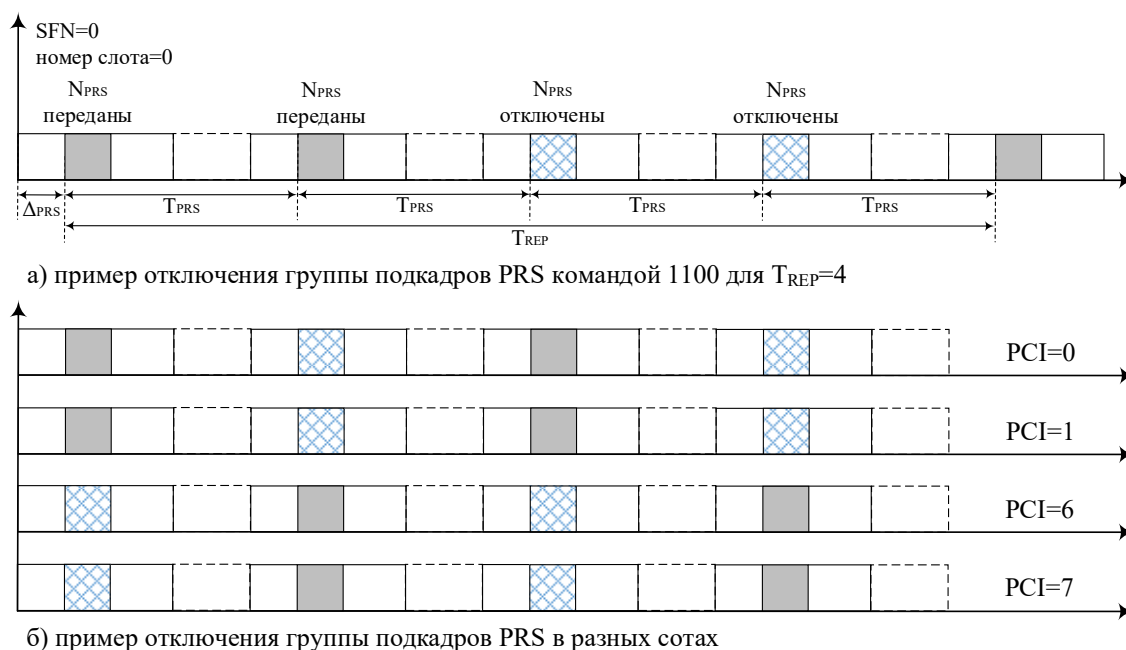 SFN=0
номер слота=0
NPRS NPRS NPRS NPRS
переданы переданы отключены отключены
ΔPRS TPRS TPRS TPRS TPRS
TREP
а) пример отключения группы подкадров PRS командой 1100 для TREP=4
PCI=0
PCI=1
PCI=6
PCI=7
б) пример отключения группы подкадров PRS в разных сотах